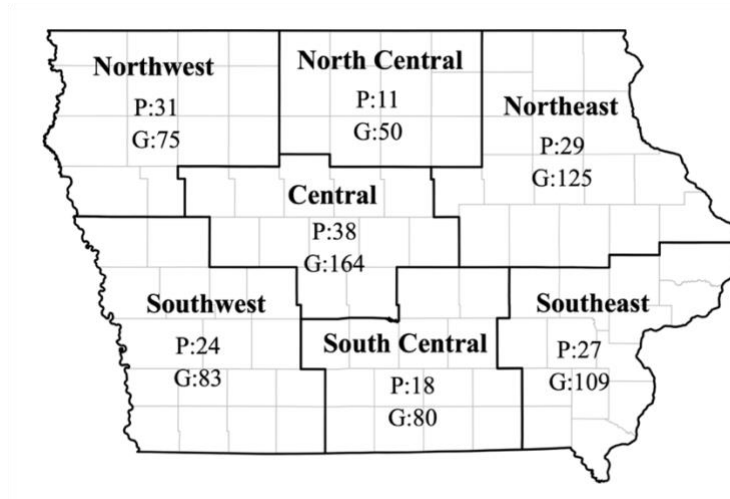 Northwest
P:31
G:75
North Central
P:11
G:50
Northeast
P:29
G:125
Central
P:38
G:164
Southwest
P:24
G:83
South Central
P:18
G:80
Southeast
P:27
G:109